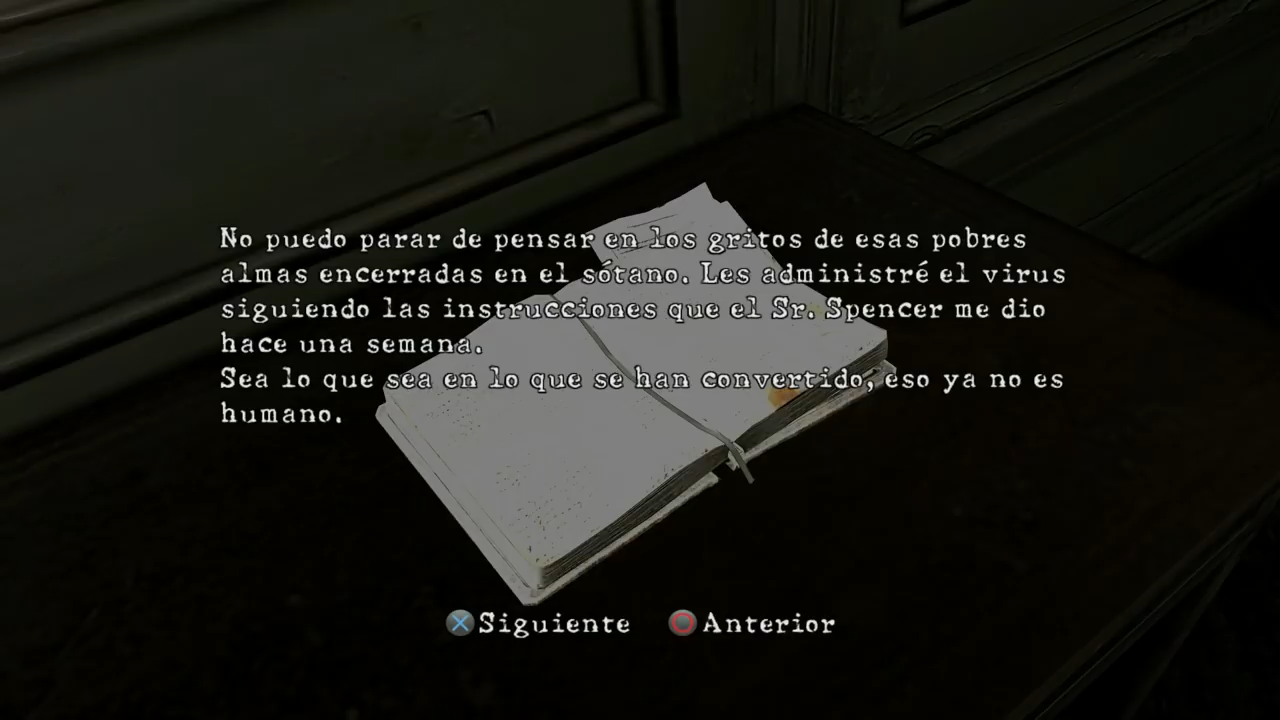 No puedo parar de pensar en los gritos de esas pobres
almas encerradas en el sótano. Les administré el virus
siguiendo las instrucciones que el Sr. Spencer me dio
hace una semana.
Sea lo que sea en lo que se han convertido, eso ya no es
humano.
Siguiente Anterior